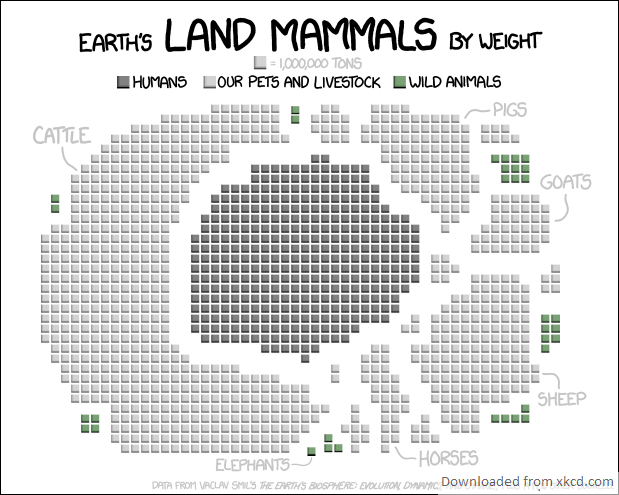 EARTH'S LAND MAMMALS BY WEIGHT
= 1,000,000 TONS
HUMANS OUR PETS AND LIVESTOCK WILD ANIMALS
PIGS
CATTLE
GOATS
SHEEP
HORSES
ELEPHANTS
DATA FROM VACLAV SMIL'S THE EARTH'S BIOSPHERE: EVOLUTION, DYNAMIC
Downloaded from xkcd.com